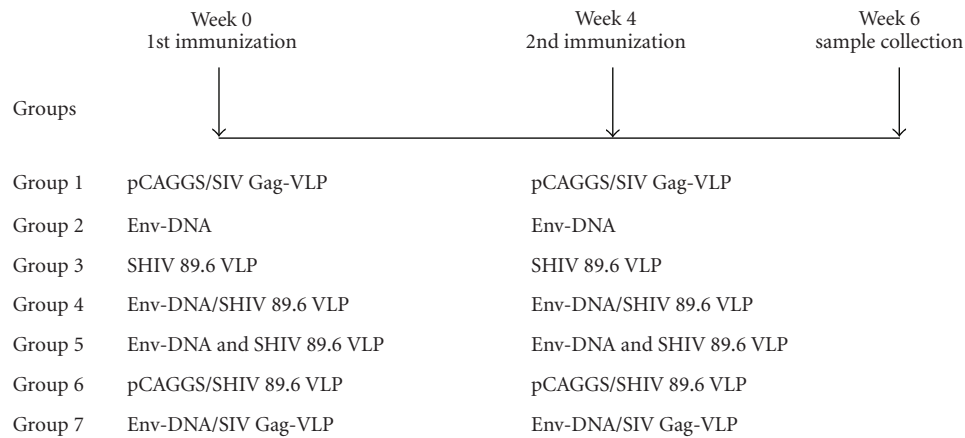 Week 0 Week 4 Week 6
1st immunization 2nd immunization sample collection
Groups
Group 1 pCAGGS/SIV Gag-VLP pCAGGS/SIV Gag-VLP
Group 2 Env-DNA Env-DNA
Group 3 SHIV 89.6 VLP SHIV 89.6 VLP
Group 4 Env-DNA/SHIV 89.6 VLP Env-DNA/SHIV 89.6 VLP
Group 5 Env-DNA and SHIV 89.6 VLP Env-DNA and SHIV 89.6 VLP
Group 6 pCAGGS/SHIV 89.6 VLP pCAGGS/SHIV 89.6 VLP
Group 7 Env-DNA/SIV Gag-VLP Env-DNA/SIV Gag-VLP